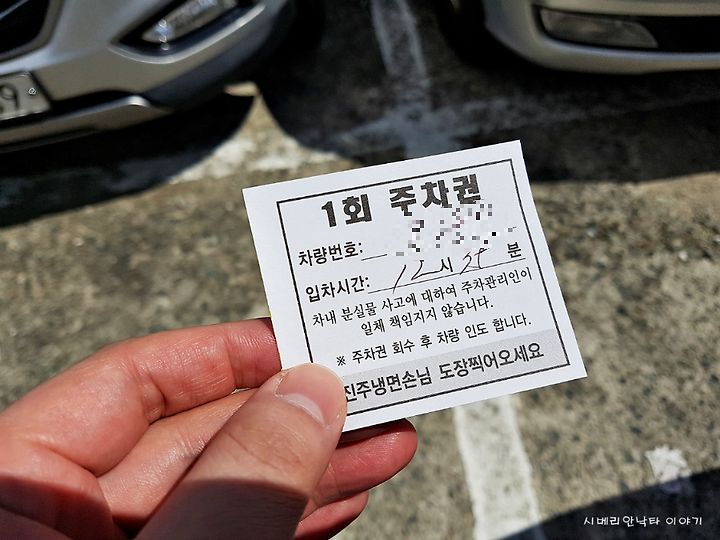 9
1회 주차권
차량번호:
입차시간: 12시 28분
차내 분실물 사고에 대하여 주차관리인이
일체 책임지지 않습니다.
※ 주차권 회수 후 차량 인도 합니다.
진주냉면손님 도장찍어오세요
시베리안낙타 이야기